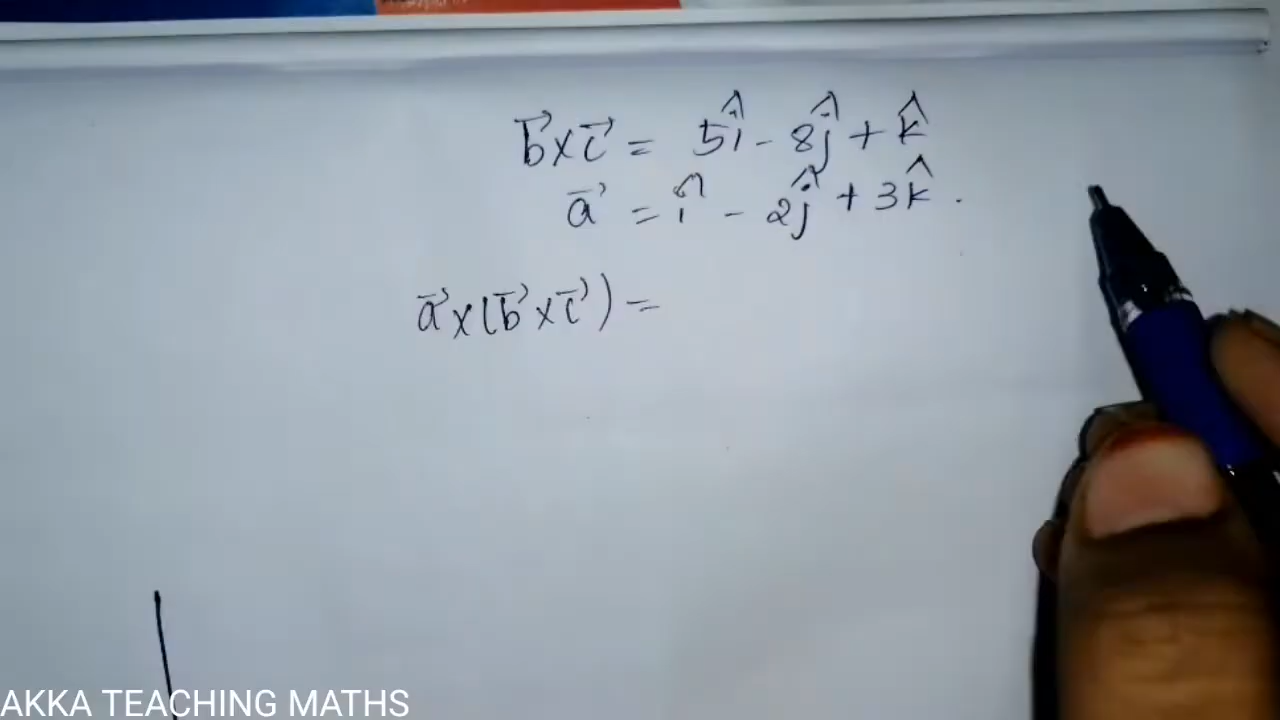 b⃗ × c⃗ = 5î - 8ĵ + k̂
a⃗ = î - 2ĵ + 3k̂ .
a⃗ × (b⃗ × c⃗) =
AKKA TEACHING MATHS